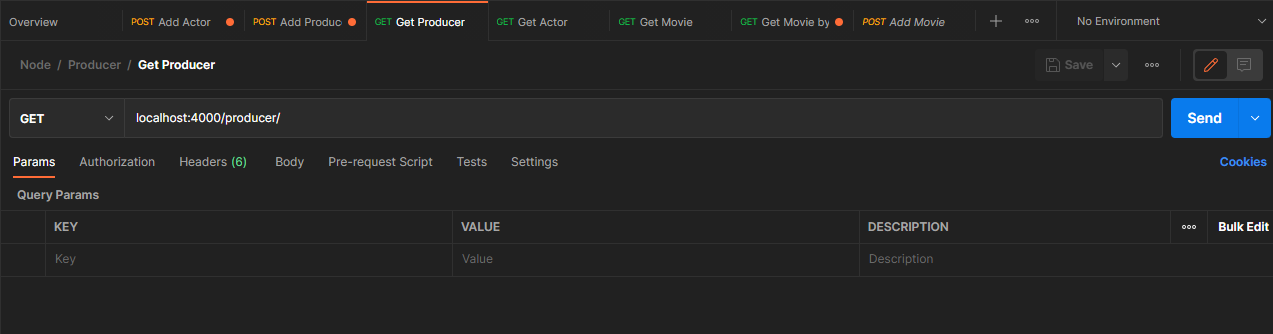 Overview POST Add Actor POST Add Produc GET Get Producer GET Get Actor GET Get Movie GET Get Movie by POST Add Movie + ooo No Environment
Node / Producer / Get Producer Save ooo
GET localhost:4000/producer/ Send
Params Authorization Headers (6) Body Pre-request Script Tests Settings Cookies
Query Params
KEY VALUE DESCRIPTION ooo Bulk Edit
Key Value Description